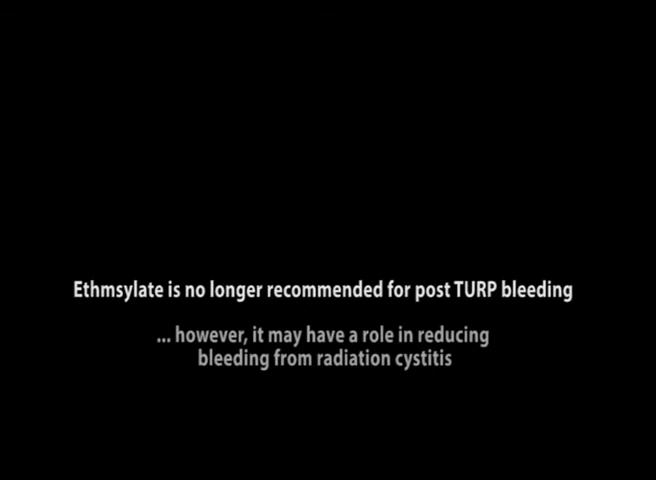 Ethmsylate is no longer recommended for post TURP bleeding
... however, it may have a role in reducing
bleeding from radiation cystitis